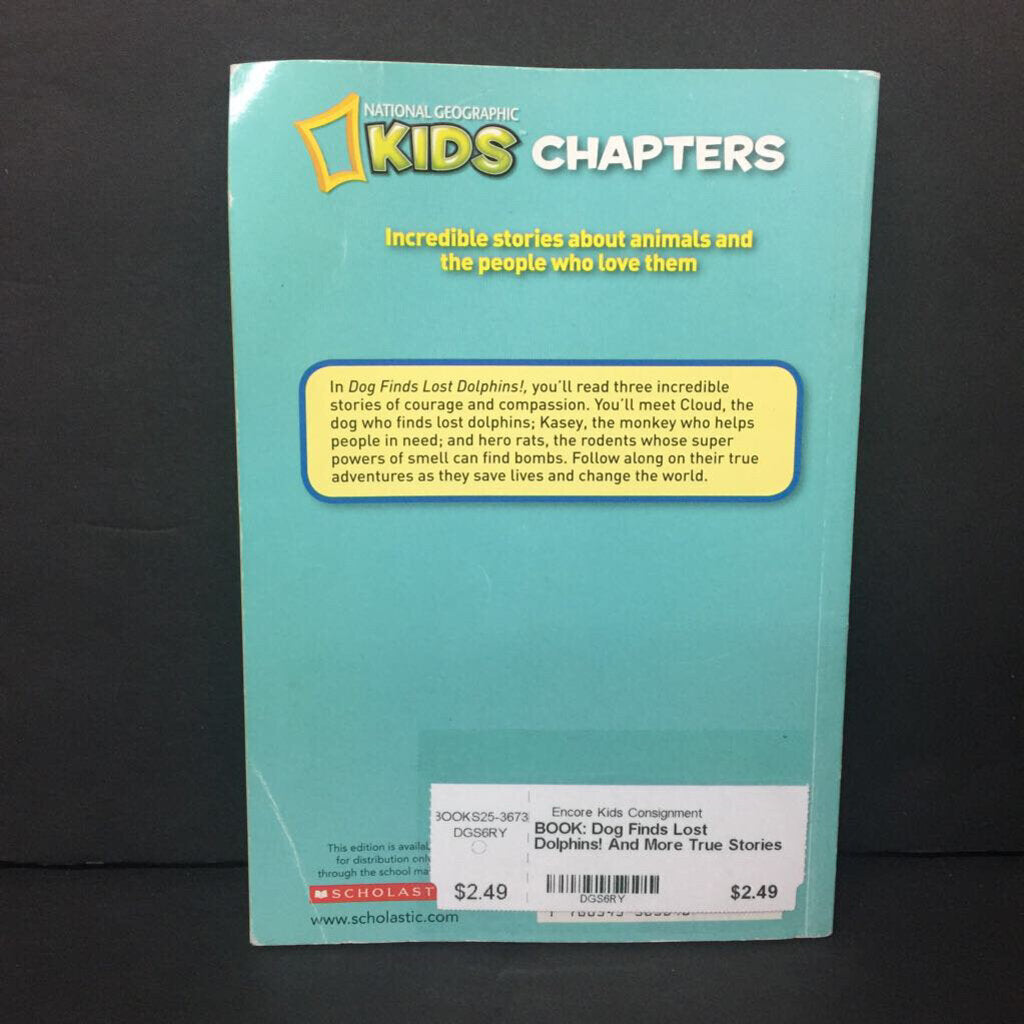 NATIONAL GEOGRAPHIC
KIDS™ CHAPTERS
Incredible stories about animals and
the people who love them
In Dog Finds Lost Dolphins!, you'll read three incredible
stories of courage and compassion. You'll meet Cloud, the
dog who finds lost dolphins; Kasey, the monkey who helps
people in need; and hero rats, the rodents whose super
powers of smell can find bombs. Follow along on their true
adventures as they save lives and change the world.
This edition is availa
for distribution only
through the school ma
SCHOLAST
www.scholastic.com
BOOKS25-3673
DGS6RY
$2.49
Encore Kids Consignment
BOOK: Dog Finds Lost
Dolphins! And More True Stories
DGS6RY
$2.49